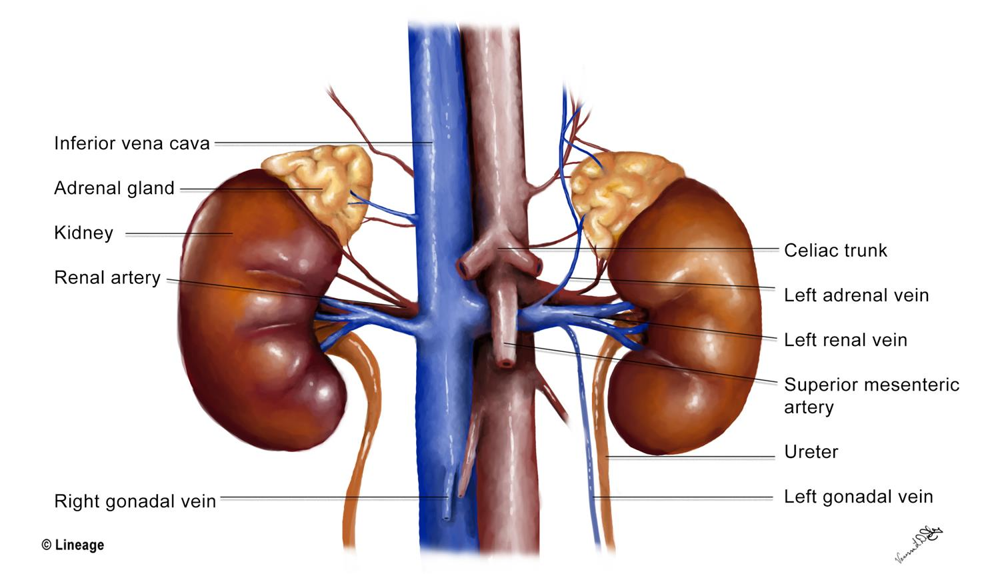 Inferior vena cava
Adrenal gland
Kidney
Renal artery
Right gonadal vein
Celiac trunk
Left adrenal vein
Left renal vein
Superior mesenteric
artery
Ureter
Left gonadal vein
© Lineage